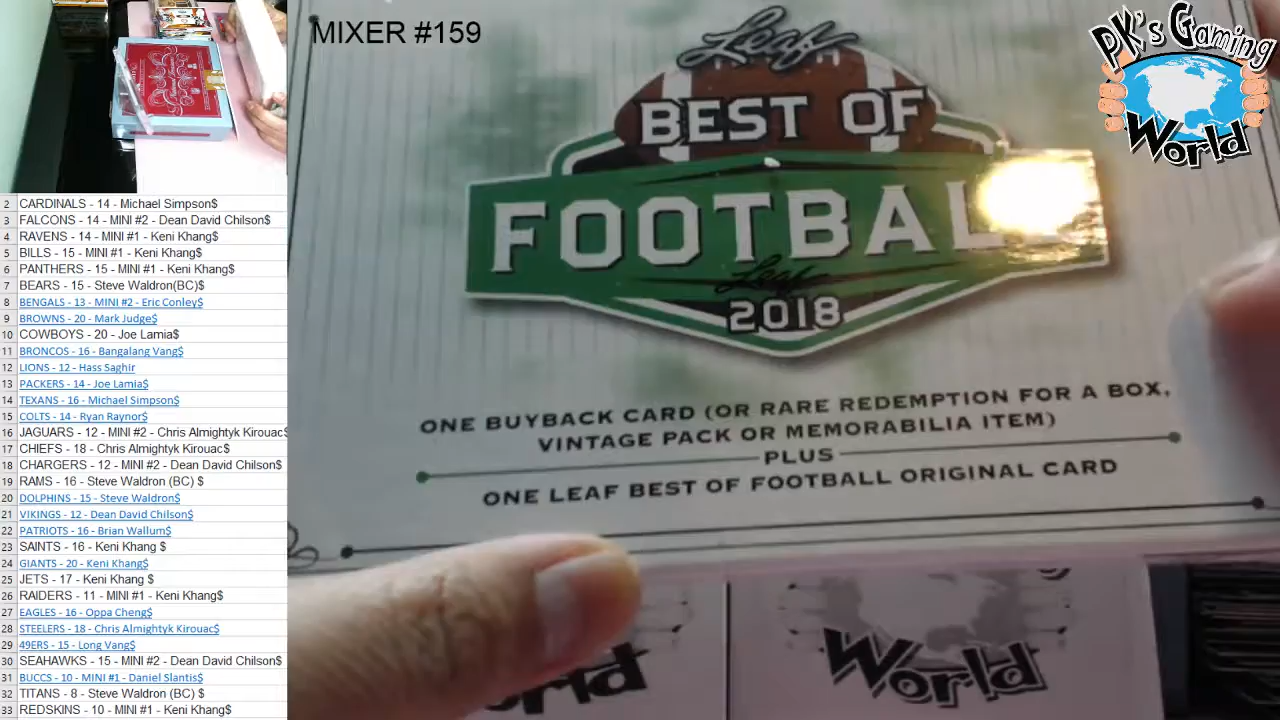 MIXER #159
PK's Gaming
World
Leaf
BEST OF
FOOTBALL
Leaf
2018
ONE BUYBACK CARD (OR RARE REDEMPTION FOR A BOX,
VINTAGE PACK OR MEMORABILIA ITEM)
PLUS
ONE LEAF BEST OF FOOTBALL ORIGINAL CARD
World
World
2 CARDINALS - 14 - Michael Simpson$
3 FALCONS - 14 - MINI #2 - Dean David Chilson$
4 RAVENS - 14 - MINI #1 - Keni Khang$
5 BILLS - 15 - MINI #1 - Keni Khang$
6 PANTHERS - 15 - MINI #1 - Keni Khang$
7 BEARS - 15 - Steve Waldron(BC)$
8 BENGALS - 13 - MINI #2 - Eric Conley$
9 BROWNS - 20 - Mark Judge$
10 COWBOYS - 20 - Joe Lamia$
11 BRONCOS - 16 - Bangalang Vang$
12 LIONS - 12 - Hass Saghir
13 PACKERS - 14 - Joe Lamia$
14 TEXANS - 16 - Michael Simpson$
15 COLTS - 14 - Ryan Raynor$
16 JAGUARS - 12 - MINI #2 - Chris Almightyk Kirouac$
17 CHIEFS - 18 - Chris Almightyk Kirouac$
18 CHARGERS - 12 - MINI #2 - Dean David Chilson$
19 RAMS - 16 - Steve Waldron (BC) $
20 DOLPHINS - 15 - Steve Waldron$
21 VIKINGS - 12 - Dean David Chilson$
22 PATRIOTS - 16 - Brian Wallum$
23 SAINTS - 16 - Keni Khang $
24 GIANTS - 20 - Keni Khang$
25 JETS - 17 - Keni Khang $
26 RAIDERS - 11 - MINI #1 - Keni Khang$
27 EAGLES - 16 - Oppa Cheng$
28 STEELERS - 18 - Chris Almightyk Kirouac$
29 49ERS - 15 - Long Vang$
30 SEAHAWKS - 15 - MINI #2 - Dean David Chilson$
31 BUCCS - 10 - MINI #1 - Daniel Slantis$
32 TITANS - 8 - Steve Waldron (BC) $
33 REDSKINS - 10 - MINI #1 - Keni Khang$